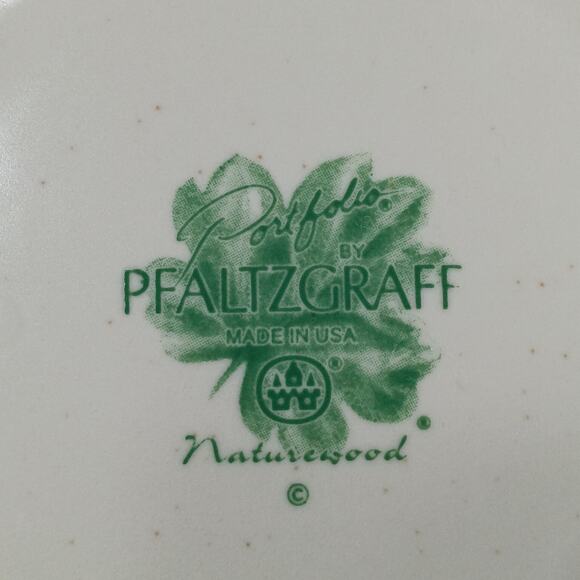 Portfolio®
BY
PFALTZGRAFF
MADE IN USA
®
Naturewood®
©